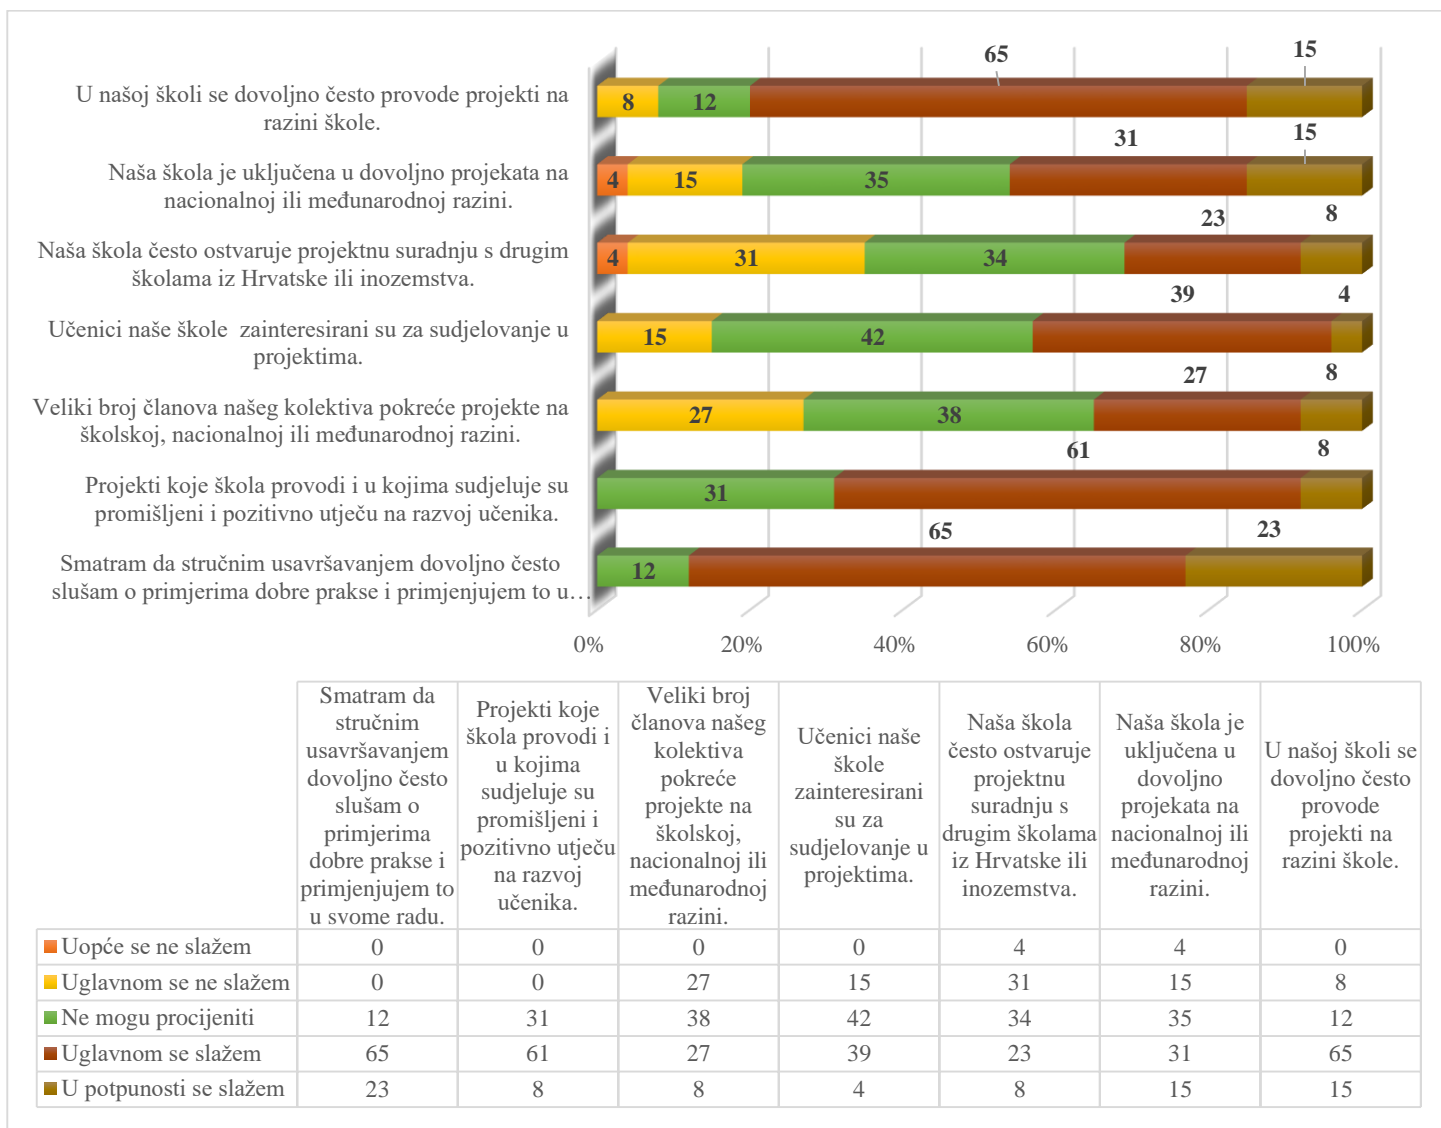 65 15
U našoj školi se dovoljno često provode projekti na
razini škole.
8 12
31 15
Naša škola je uključena u dovoljno projekata na
nacionalnoj ili međunarodnoj razini.
4 15 35
23 8
Naša škola često ostvaruje projektnu suradnju s drugim
školama iz Hrvatske ili inozemstva.
4 31 34
39 4
Učenici naše škole zainteresirani su za sudjelovanje u
projektima.
15 42
27 8
Veliki broj članova našeg kolektiva pokreće projekte na
školskoj, nacionalnoj ili međunarodnoj razini.
27 38
61 8
Projekti koje škola provodi i u kojima sudjeluje su
promišljeni i pozitivno utječu na razvoj učenika.
31
65 23
Smatram da stručnim usavršavanjem dovoljno često
slušam o primjerima dobre prakse i primjenjujem to u…
12
0% 20% 40% 60% 80% 100%
Smatram da
stručnim
usavršavanjem
dovoljno često
slušam o
primjerima
dobre prakse i
primjenjujem to
u svome radu.
Projekti koje
škola provodi i
u kojima
sudjeluje su
promišljeni i
pozitivno utječu
na razvoj
učenika.
Veliki broj
članova našeg
kolektiva
pokreće
projekte na
školskoj,
nacionalnoj ili
međunarodnoj
razini.
Učenici naše
škole
zainteresirani
su za
sudjelovanje u
projektima.
Naša škola
često ostvaruje
projektnu
suradnju s
drugim školama
iz Hrvatske ili
inozemstva.
Naša škola je
uključena u
dovoljno
projekata na
nacionalnoj ili
međunarodnoj
razini.
U našoj školi se
dovoljno često
provode
projekti na
razini škole.
Uopće se ne slažem 0 0 0 0 4 4 0
Uglavnom se ne slažem 0 0 27 15 31 15 8
Ne mogu procijeniti 12 31 38 42 34 35 12
Uglavnom se slažem 65 61 27 39 23 31 65
U potpunosti se slažem 23 8 8 4 8 15 15